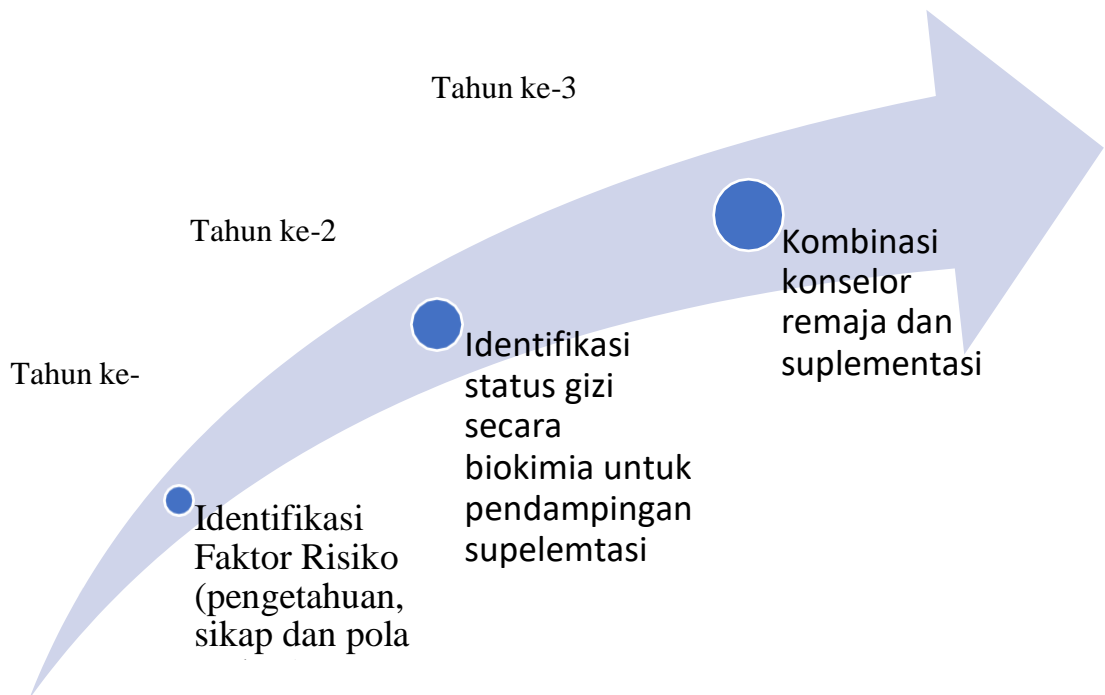 Tahun ke-3
Tahun ke-2
Tahun ke-
Kombinasi
konselor
remaja dan
suplementasi
Identifikasi
status gizi
secara
biokimia untuk
pendampingan
supelemtasi
Identifikasi
Faktor Risiko
(pengetahuan,
sikap dan pola